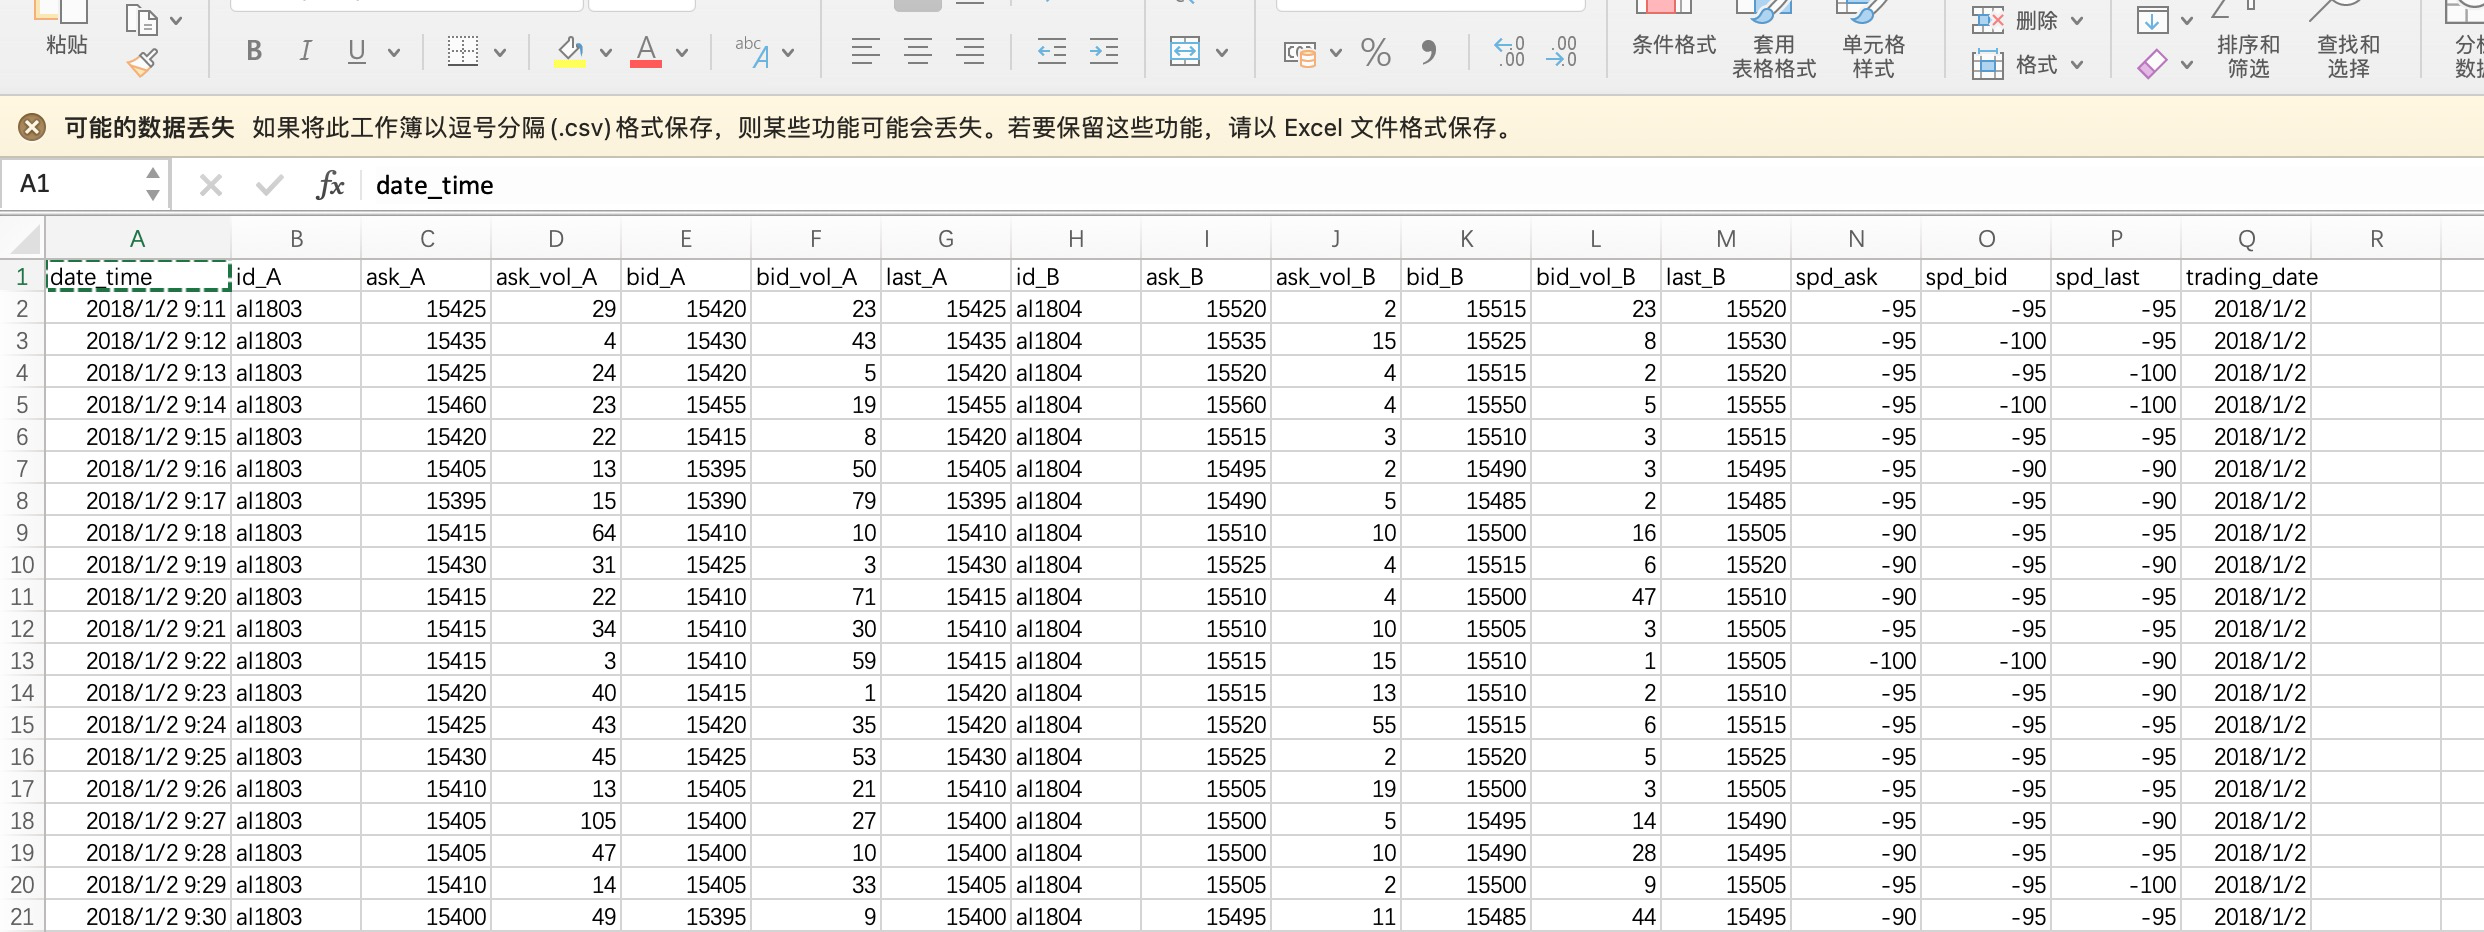 粘贴
B I U A abc A % , ←.0 .00 .00 →.0
条件格式 套用 表格格式 单元格 样式 删除 格式 排序和 筛选 查找和 选择
可能的数据丢失 如果将此工作簿以逗号分隔(.csv)格式保存，则某些功能可能会丢失。若要保留这些功能，请以 Excel 文件格式保存。
A1 fx date_time
A B C D E F G H I J K L M N O P Q R
1 date_time id_A ask_A ask_vol_A bid_A bid_vol_A last_A id_B ask_B ask_vol_B bid_B bid_vol_B last_B spd_ask spd_bid spd_last trading_date
2 2018/1/2 9:11 al1803 15425 29 15420 23 15425 al1804 15520 2 15515 23 15520 -95 -95 -95 2018/1/2
3 2018/1/2 9:12 al1803 15435 4 15430 43 15435 al1804 15535 15 15525 8 15530 -95 -100 -95 2018/1/2
4 2018/1/2 9:13 al1803 15425 24 15420 5 15420 al1804 15520 4 15515 2 15520 -95 -95 -100 2018/1/2
5 2018/1/2 9:14 al1803 15460 23 15455 19 15455 al1804 15560 4 15550 5 15555 -95 -100 -100 2018/1/2
6 2018/1/2 9:15 al1803 15420 22 15415 8 15420 al1804 15515 3 15510 3 15515 -95 -95 -95 2018/1/2
7 2018/1/2 9:16 al1803 15405 13 15395 50 15405 al1804 15495 2 15490 3 15495 -95 -90 -90 2018/1/2
8 2018/1/2 9:17 al1803 15395 15 15390 79 15395 al1804 15490 5 15485 2 15485 -95 -95 -90 2018/1/2
9 2018/1/2 9:18 al1803 15415 64 15410 10 15410 al1804 15510 10 15500 16 15505 -90 -95 -95 2018/1/2
10 2018/1/2 9:19 al1803 15430 31 15425 3 15430 al1804 15525 4 15515 6 15520 -90 -95 -90 2018/1/2
11 2018/1/2 9:20 al1803 15415 22 15410 71 15415 al1804 15510 4 15500 47 15510 -90 -95 -95 2018/1/2
12 2018/1/2 9:21 al1803 15415 34 15410 30 15410 al1804 15510 10 15505 3 15505 -95 -95 -95 2018/1/2
13 2018/1/2 9:22 al1803 15415 3 15410 59 15415 al1804 15515 15 15510 1 15505 -100 -100 -90 2018/1/2
14 2018/1/2 9:23 al1803 15420 40 15415 1 15420 al1804 15515 13 15510 2 15510 -95 -95 -90 2018/1/2
15 2018/1/2 9:24 al1803 15425 43 15420 35 15420 al1804 15520 55 15515 6 15515 -95 -95 -95 2018/1/2
16 2018/1/2 9:25 al1803 15430 45 15425 53 15430 al1804 15525 2 15520 5 15525 -95 -95 -95 2018/1/2
17 2018/1/2 9:26 al1803 15410 13 15405 21 15410 al1804 15505 19 15500 3 15505 -95 -95 -95 2018/1/2
18 2018/1/2 9:27 al1803 15405 105 15400 27 15400 al1804 15500 5 15495 14 15490 -95 -95 -90 2018/1/2
19 2018/1/2 9:28 al1803 15405 47 15400 10 15400 al1804 15500 10 15490 28 15495 -90 -95 -95 2018/1/2
20 2018/1/2 9:29 al1803 15410 14 15405 33 15405 al1804 15505 2 15500 9 15505 -95 -95 -100 2018/1/2
21 2018/1/2 9:30 al1803 15400 49 15395 9 15400 al1804 15495 11 15485 44 15495 -90 -95 -95 2018/1/2